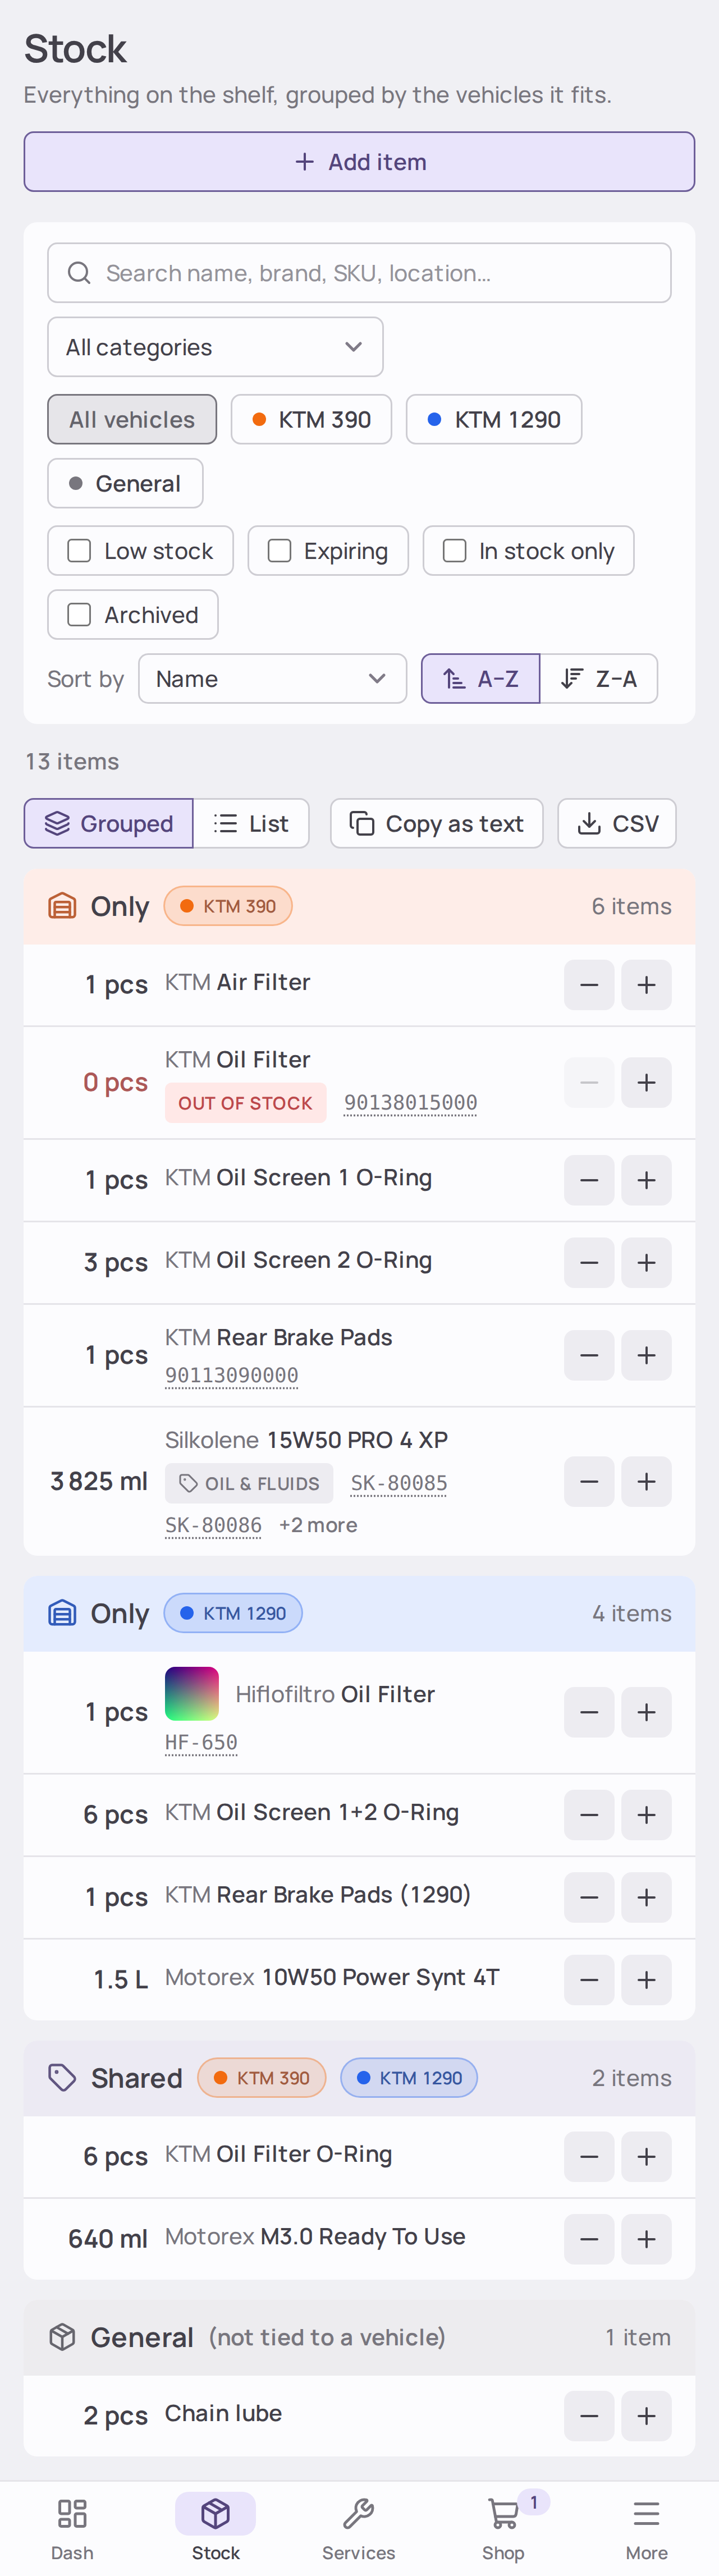 Stock
Everything on the shelf, grouped by the vehicles it fits.
+ Add item
Search name, brand, SKU, location...
All categories
All vehicles KTM 390 KTM 1290
General
Low stock Expiring In stock only
Archived
Sort by Name A–Z Z–A
13 items
Grouped List Copy as text CSV
Only KTM 390 6 items
1 pcs KTM Air Filter − +
KTM Oil Filter
0 pcs − +
OUT OF STOCK 90138015000
1 pcs KTM Oil Screen 1 O-Ring − +
3 pcs KTM Oil Screen 2 O-Ring − +
KTM Rear Brake Pads
1 pcs − +
90113090000
Silkolene 15W50 PRO 4 XP
3 825 ml OIL & FLUIDS SK-80085 − +
SK-80086 +2 more
Only KTM 1290 4 items
Hiflofiltro Oil Filter
1 pcs − +
HF-650
6 pcs KTM Oil Screen 1+2 O-Ring − +
1 pcs KTM Rear Brake Pads (1290) − +
1.5 L Motorex 10W50 Power Synt 4T − +
Shared KTM 390 KTM 1290 2 items
6 pcs KTM Oil Filter O-Ring − +
640 ml Motorex M3.0 Ready To Use − +
General (not tied to a vehicle) 1 item
2 pcs Chain lube − +
1
Dash Stock Services Shop More